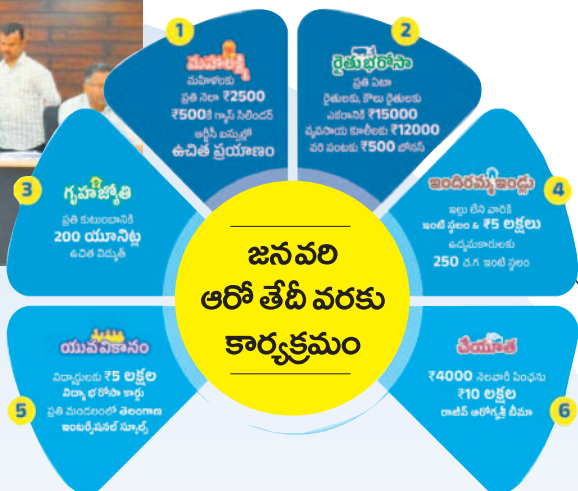 1
మహాలక్ష్మి
మహిళలకు
ప్రతి నెలా ₹2500
₹500కే గ్యాస్ సిలిండర్
ఆర్టీసీ బస్సుల్లో
ఉచిత ప్రయాణం
2
రైతుభరోసా
ప్రతి ఏటా
రైతులకు, కౌలు రైతులకు
ఎకరానికి ₹15000
వ్యవసాయ కూలీలకు ₹12000
వరి పంటకు ₹500 బోనస్
3
గృహజ్యోతి
ప్రతి కుటుంబానికి
200 యూనిట్ల
ఉచిత విద్యుత్
4
ఇందిరమ్మ ఇండ్లు
ఇల్లు లేని వారికి
ఇంటి స్థలం & ₹5 లక్షలు
ఉద్యమకారులకు
250 చ.గ ఇంటి స్థలం
జనవరి
ఆరో తేదీ వరకు
కార్యక్రమం
5
యువవికాసం
విద్యార్థులకు ₹5 లక్షల
విద్యా భరోసా కార్డు
ప్రతి మండలంలో తెలంగాణ
ఇంటర్నేషనల్ స్కూల్స్
6
చేయూత
₹4000 నెలవారీ పింఛను
₹10 లక్షల
రాజీవ్ ఆరోగ్యశ్రీ బీమా